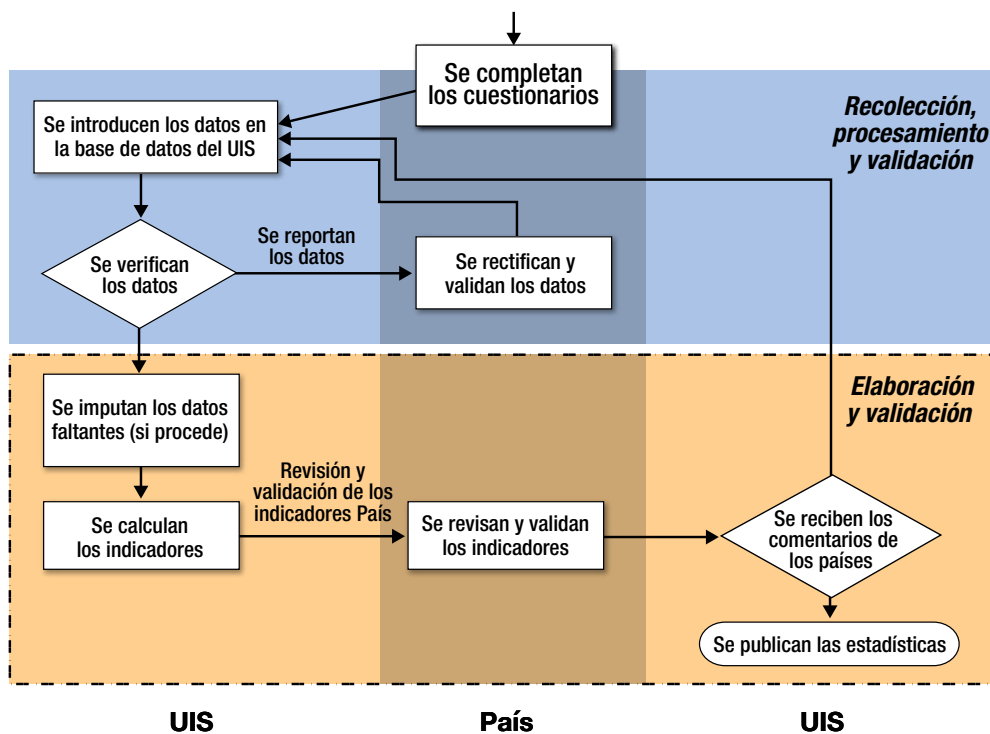 Se completan
los cuestionarios
Recolección,
procesamiento
y validación
Se introducen los datos en
la base de datos del UIS
Se reportan
los datos
Se verifican
los datos
Se rectifican y
validan los datos
Elaboración
y validación
Se imputan los datos
faltantes (si procede)
Revisión y
validación de los
indicadores País
Se calculan
los indicadores
Se revisan y validan
los indicadores
Se reciben los
comentarios de
los países
Se publican las estadísticas
UIS
País
UIS